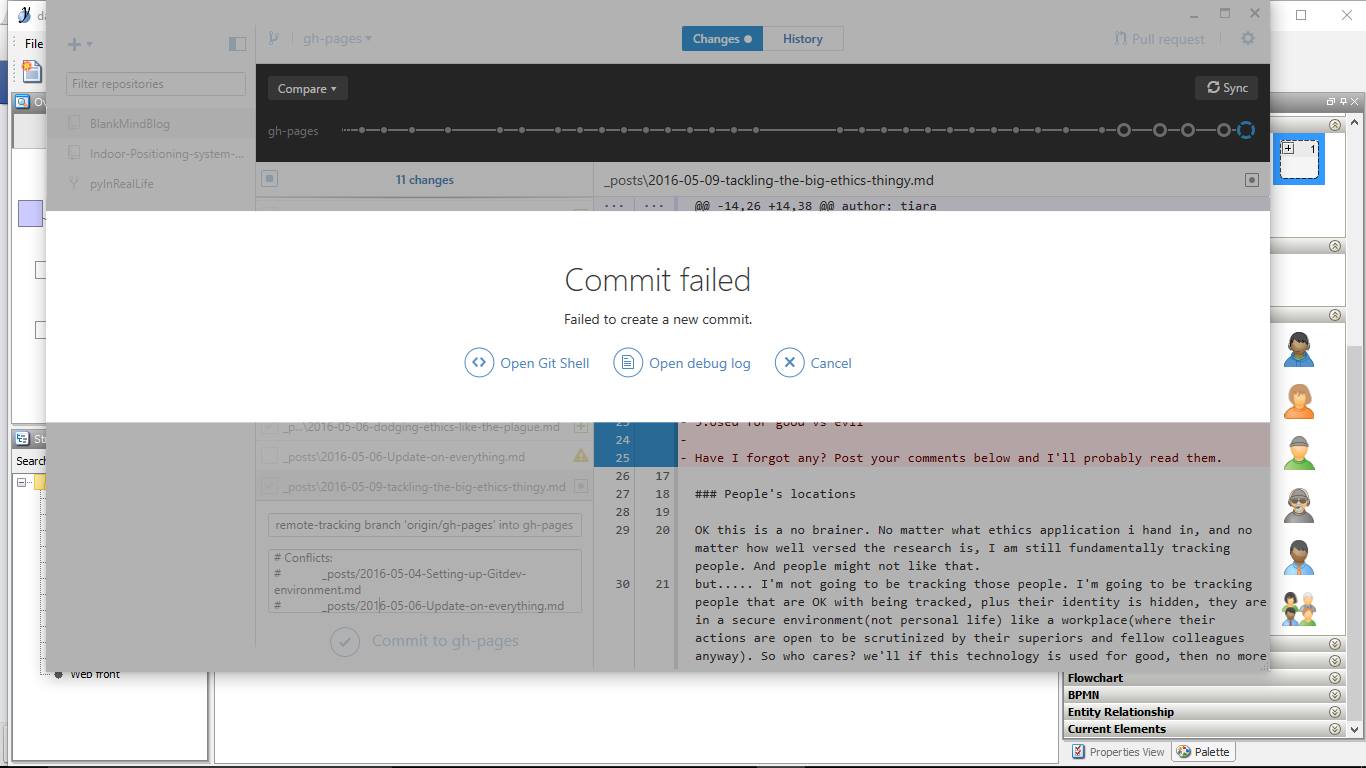 File
gh-pages
Changes
History
Pull request
Filter repositories
Compare
Sync
BlankMindBlog
gh-pages
Indoor-Positioning-system-...
pyInRealLife
11 changes
_posts\2016-05-09-tackling-the-big-ethics-thingy.md
1
... ... @@ -14,26 +14,38 @@ author: tiara
Commit failed
Failed to create a new commit.
Open Git Shell
Open debug log
Cancel
_p...\2016-05-06-dodging-ethics-like-the-plague.md
_posts\2016-05-06-Update-on-everything.md
_posts\2016-05-09-tackling-the-big-ethics-thingy.md
remote-tracking branch 'origin/gh-pages' into gh-pages
# Conflicts:
# _posts/2016-05-04-Setting-up-Gitdev-
environment.md
# _posts/2016-05-06-Update-on-everything.md
Commit to gh-pages
23 - 5.Used for good vs evil
24 -
25 - Have I forgot any? Post your comments below and I'll probably read them.
26 17
27 18 ### People's locations
28 19
29 20 OK this is a no brainer. No matter what ethics application i hand in, and no
matter how well versed the research is, I am still fundamentally tracking
people. And people might not like that.
30 21 but..... I'm not going to be tracking those people. I'm going to be tracking
people that are OK with being tracked, plus their identity is hidden, they are
in a secure environment(not personal life) like a workplace(where their
actions are open to be scrutinized by their superiors and fellow colleagues
anyway). So who cares? we'll if this technology is used for good, then no more
Search
Web front
Flowchart
BPMN
Entity Relationship
Current Elements
Properties View
Palette